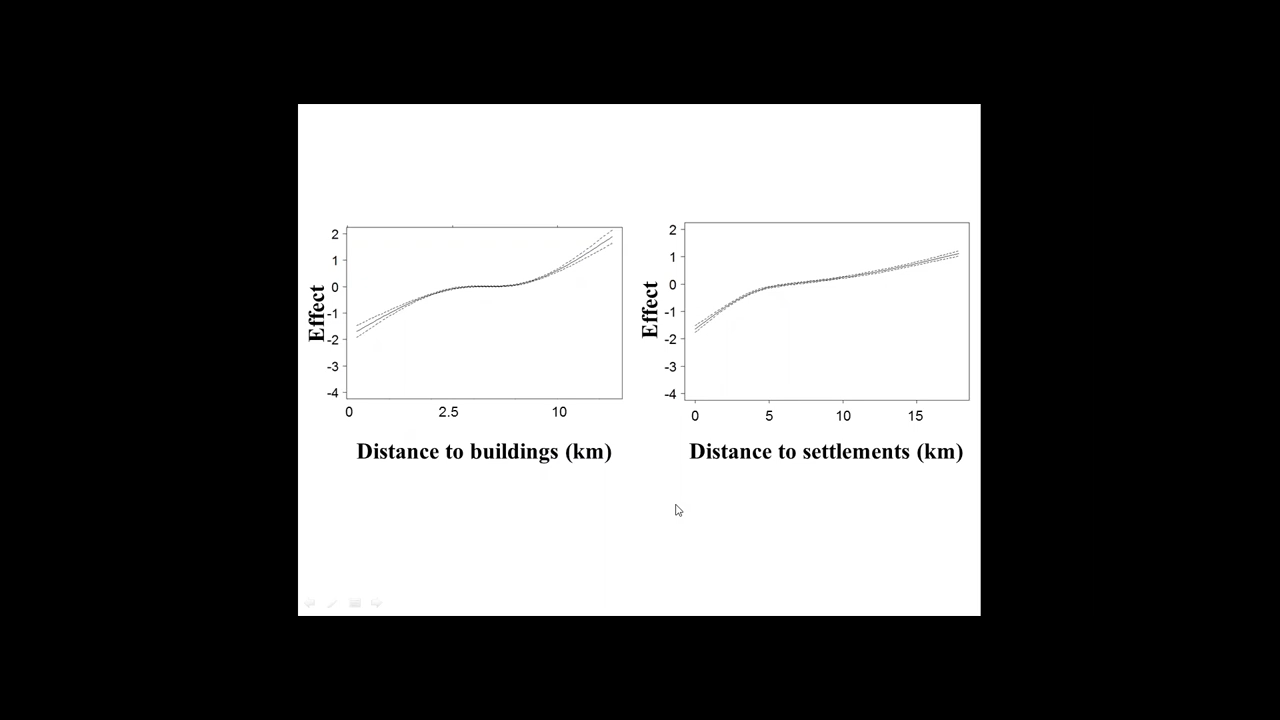 2
1
0
-1
-2
-3
-4
Effect
0 2.5 10
Distance to buildings (km)
2
1
0
-1
-2
-3
-4
Effect
0 5 10 15
Distance to settlements (km)